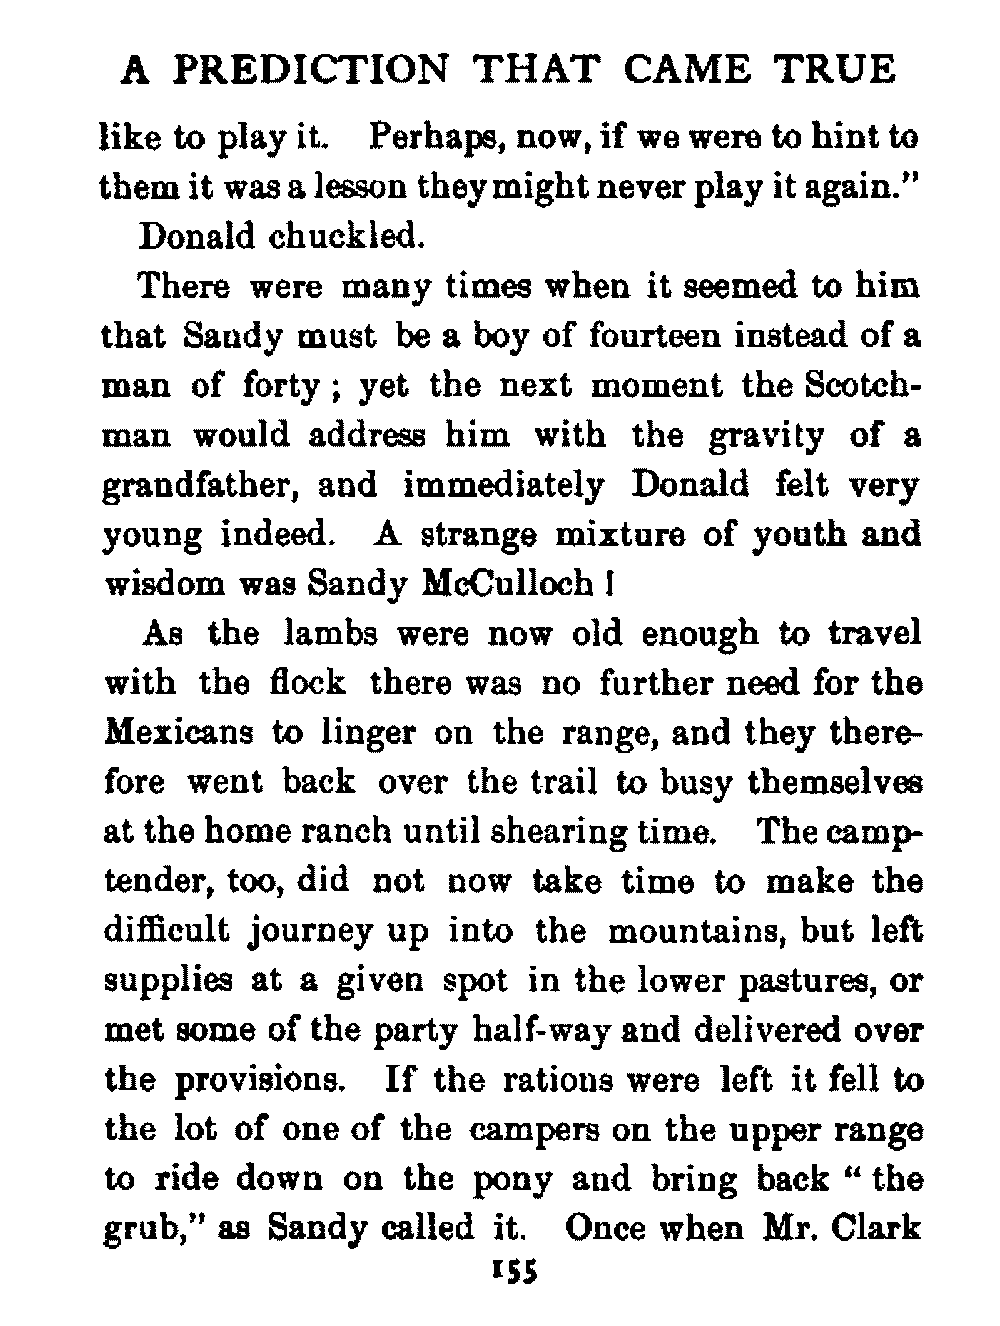 A PREDICTION THAT CAME TRUE
like to play it. Perhaps, now, if we were to hint to
them it was a lesson they might never play it again."
Donald chuckled.
There were many times when it seemed to him
that Sandy must be a boy of fourteen instead of a
man of forty; yet the next moment the Scotch-
man would address him with the gravity of a
grandfather, and immediately Donald felt very
young indeed. A strange mixture of youth and
wisdom was Sandy McCulloch!
As the lambs were now old enough to travel
with the flock there was no further need for the
Mexicans to linger on the range, and they there-
fore went back over the trail to busy themselves
at the home ranch until shearing time. The camp-
tender, too, did not now take time to make the
difficult journey up into the mountains, but left
supplies at a given spot in the lower pastures, or
met some of the party half-way and delivered over
the provisions. If the rations were left it fell to
the lot of one of the campers on the upper range
to ride down on the pony and bring back "the
grub," as Sandy called it. Once when Mr. Clark
155